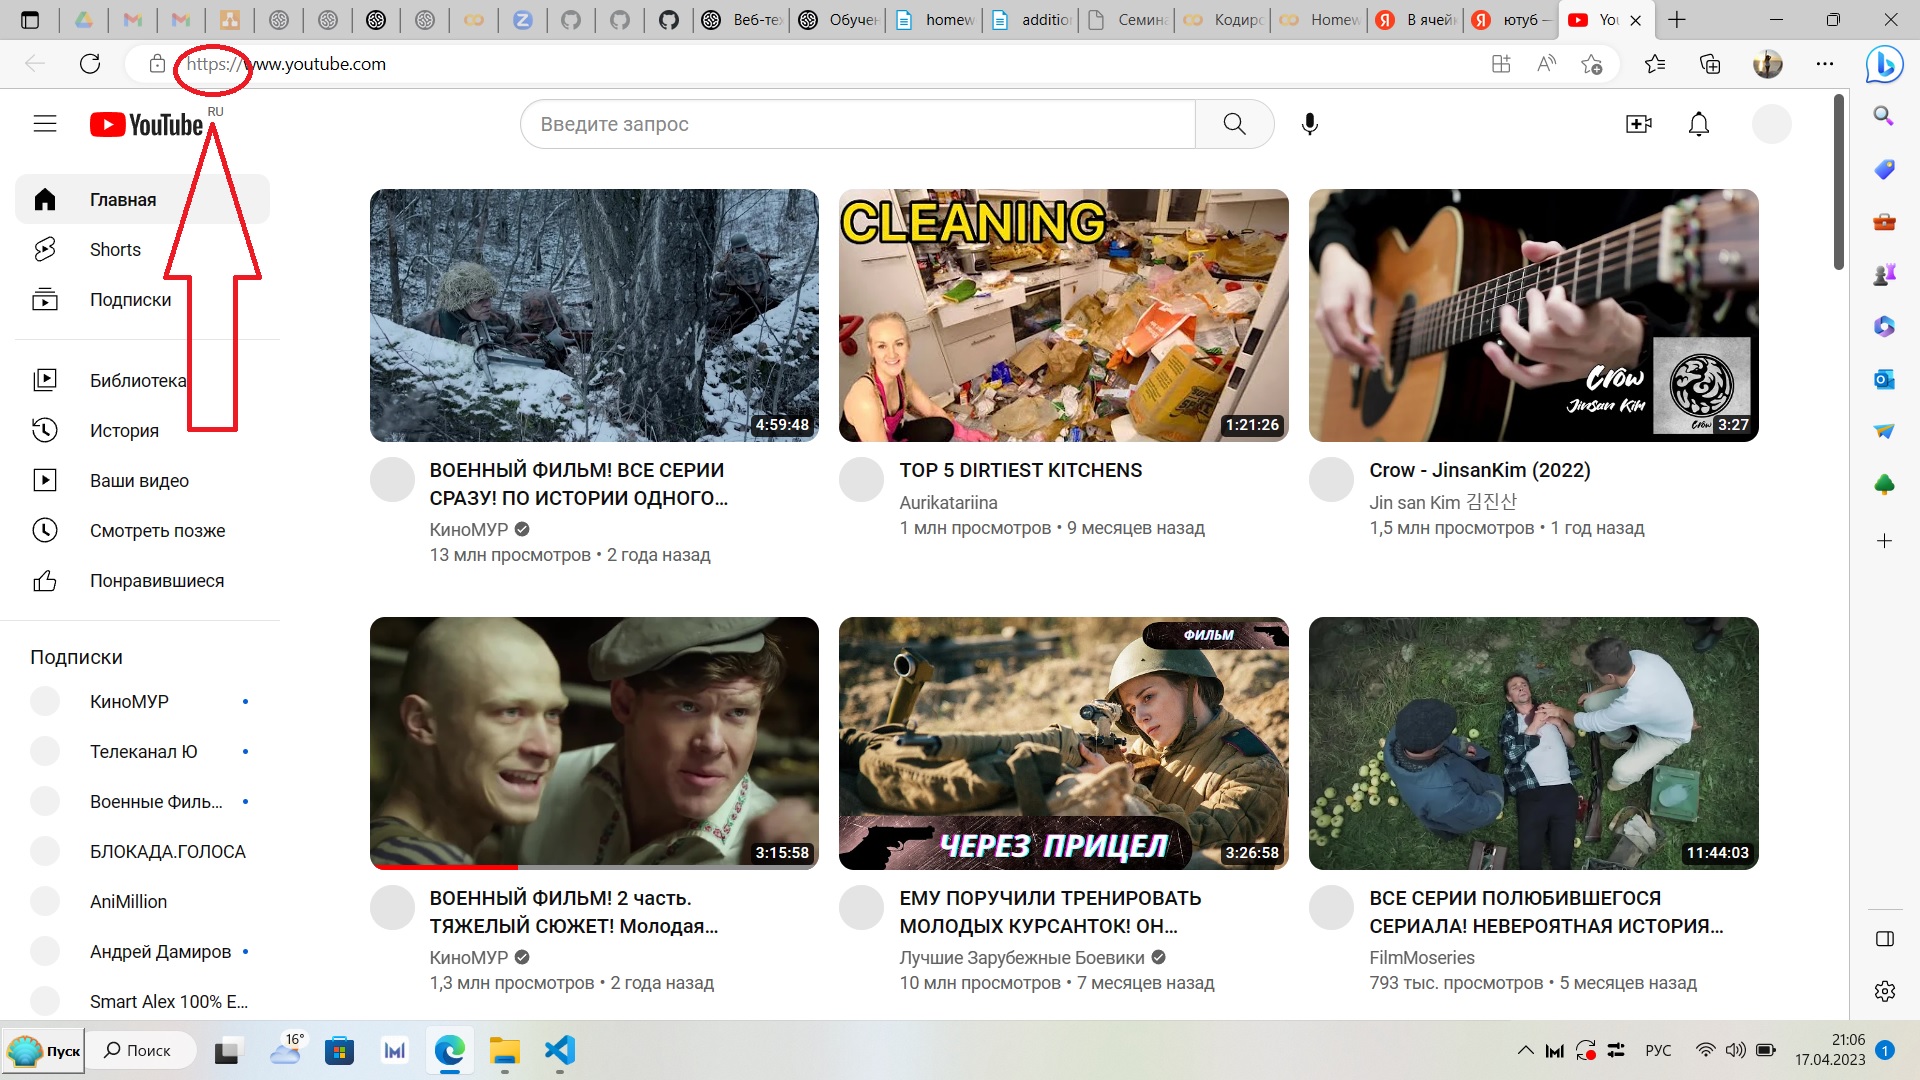 Веб-те
Обуче
homew
additio
Семина
Кодиро
Homew
В ячей
ютуб —
You
https://www.youtube.com
YouTube RU
Введите запрос
Главная
Shorts
Подписки
Библиотека
История
Ваши видео
Смотреть позже
Понравившиеся
Подписки
КиноМУР
Телеканал Ю
Военные Филь...
БЛОКАДА.ГОЛОСА
AniMillion
Андрей Дамиров
Smart Alex 100% E...
4:59:48
ВОЕННЫЙ ФИЛЬМ! ВСЕ СЕРИИ
СРАЗУ! ПО ИСТОРИИ ОДНОГО...
КиноМУР
13 млн просмотров • 2 года назад
CLEANING
1:21:26
TOP 5 DIRTIEST KITCHENS
Aurikatariina
1 млн просмотров • 9 месяцев назад
Crow
Jinsan Kim
Crow
3:27
Crow - JinsanKim (2022)
Jin san Kim 김진산
1,5 млн просмотров • 1 год назад
3:15:58
ВОЕННЫЙ ФИЛЬМ! 2 часть.
ТЯЖЕЛЫЙ СЮЖЕТ! Молодая...
КиноМУР
1,3 млн просмотров • 2 года назад
ФИЛЬМ
ЧЕРЕЗ ПРИЦЕЛ
3:26:58
ЕМУ ПОРУЧИЛИ ТРЕНИРОВАТЬ
МОЛОДЫХ КУРСАНТОК! ОН...
Лучшие Зарубежные Боевики
10 млн просмотров • 7 месяцев назад
11:44:03
ВСЕ СЕРИИ ПОЛЮБИВШЕГОСЯ
СЕРИАЛА! НЕВЕРОЯТНАЯ ИСТОРИЯ...
FilmMoseries
793 тыс. просмотров • 5 месяцев назад
Пуск
Поиск
16°
РУС
21:06
17.04.2023
1